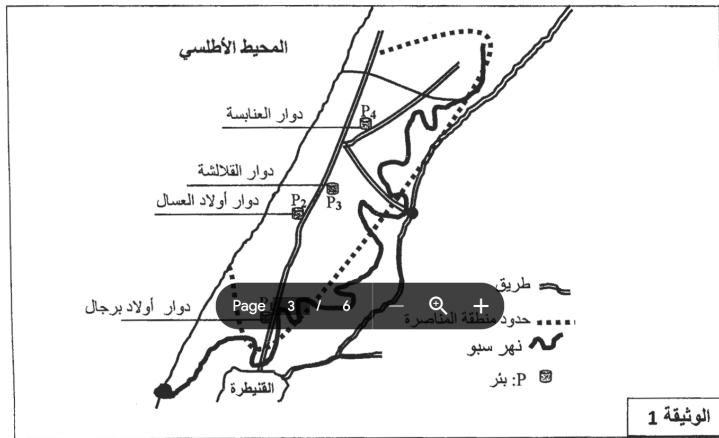 المحيط الأطلسي
P4
دوار العنابسة
دوار القلالشة
P3
P2
دوار أولاد العسال
طريق
Page 3 / 6
دوار أولاد برجال
حدود منطقة المناصرة
نهر سبو
P: بئر
القنيطرة
الوثيقة 1